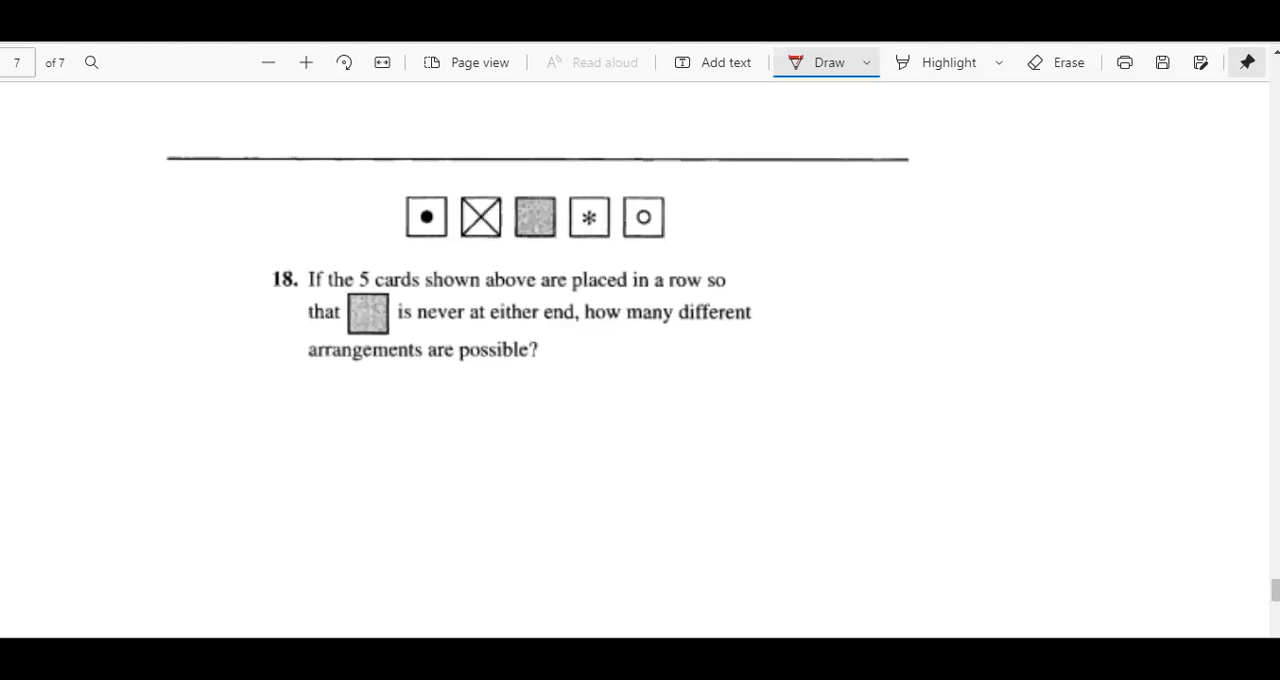 7 of 7 Page view Read aloud Add text Draw Highlight Erase
18. If the 5 cards shown above are placed in a row so
that is never at either end, how many different
arrangements are possible?